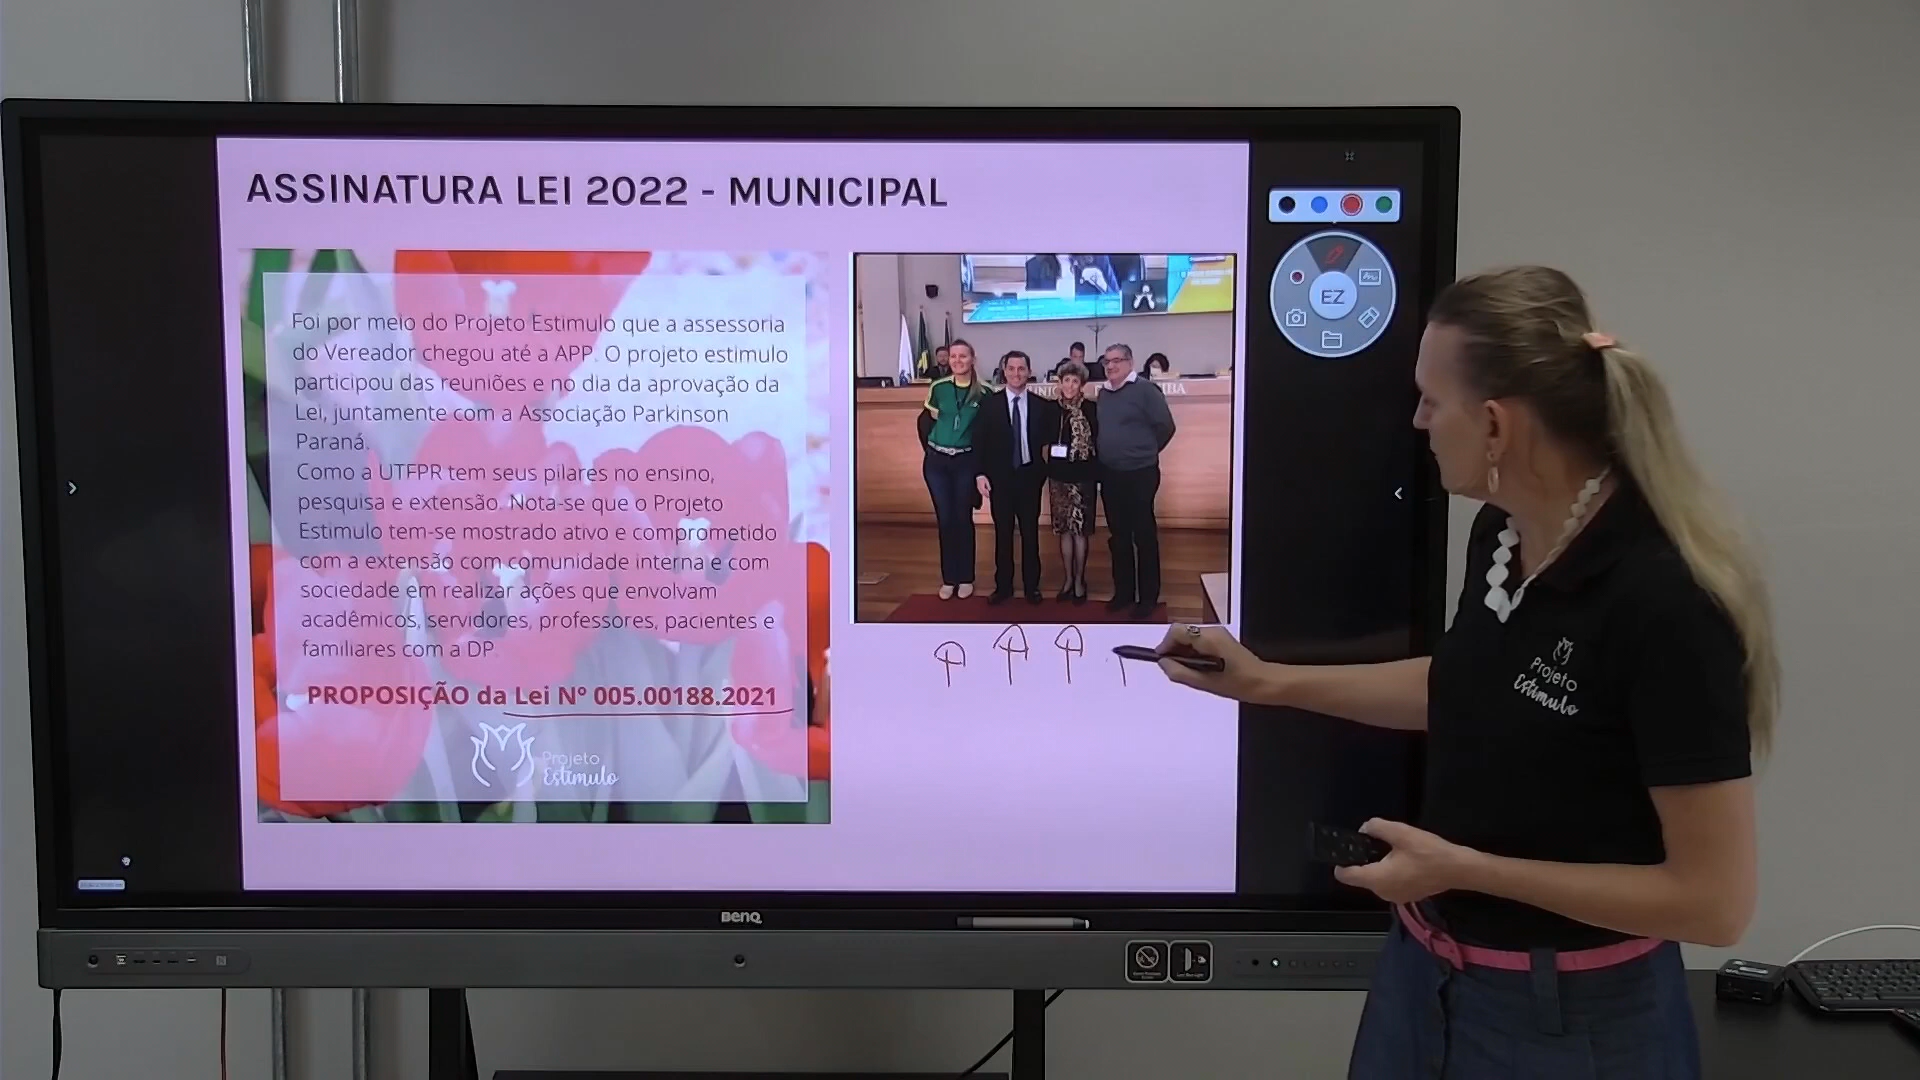 ASSINATURA LEI 2022 - MUNICIPAL
Foi por meio do Projeto Estimulo que a assessoria
do Vereador chegou até a APP. O projeto estimulo
participou das reuniões e no dia da aprovação da
Lei, juntamente com a Associação Parkinson
Paraná.
Como a UTFPR tem seus pilares no ensino,
pesquisa e extensão. Nota-se que o Projeto
Estimulo tem-se mostrado ativo e comprometido
com a extensão com comunidade interna e com
sociedade em realizar ações que envolvam
acadêmicos, servidores, professores, pacientes e
familiares com a DP.
PROPOSIÇÃO da Lei Nº 005.00188.2021
Projeto
Estimulo
EZ
Projeto
Estimulo
BenQ